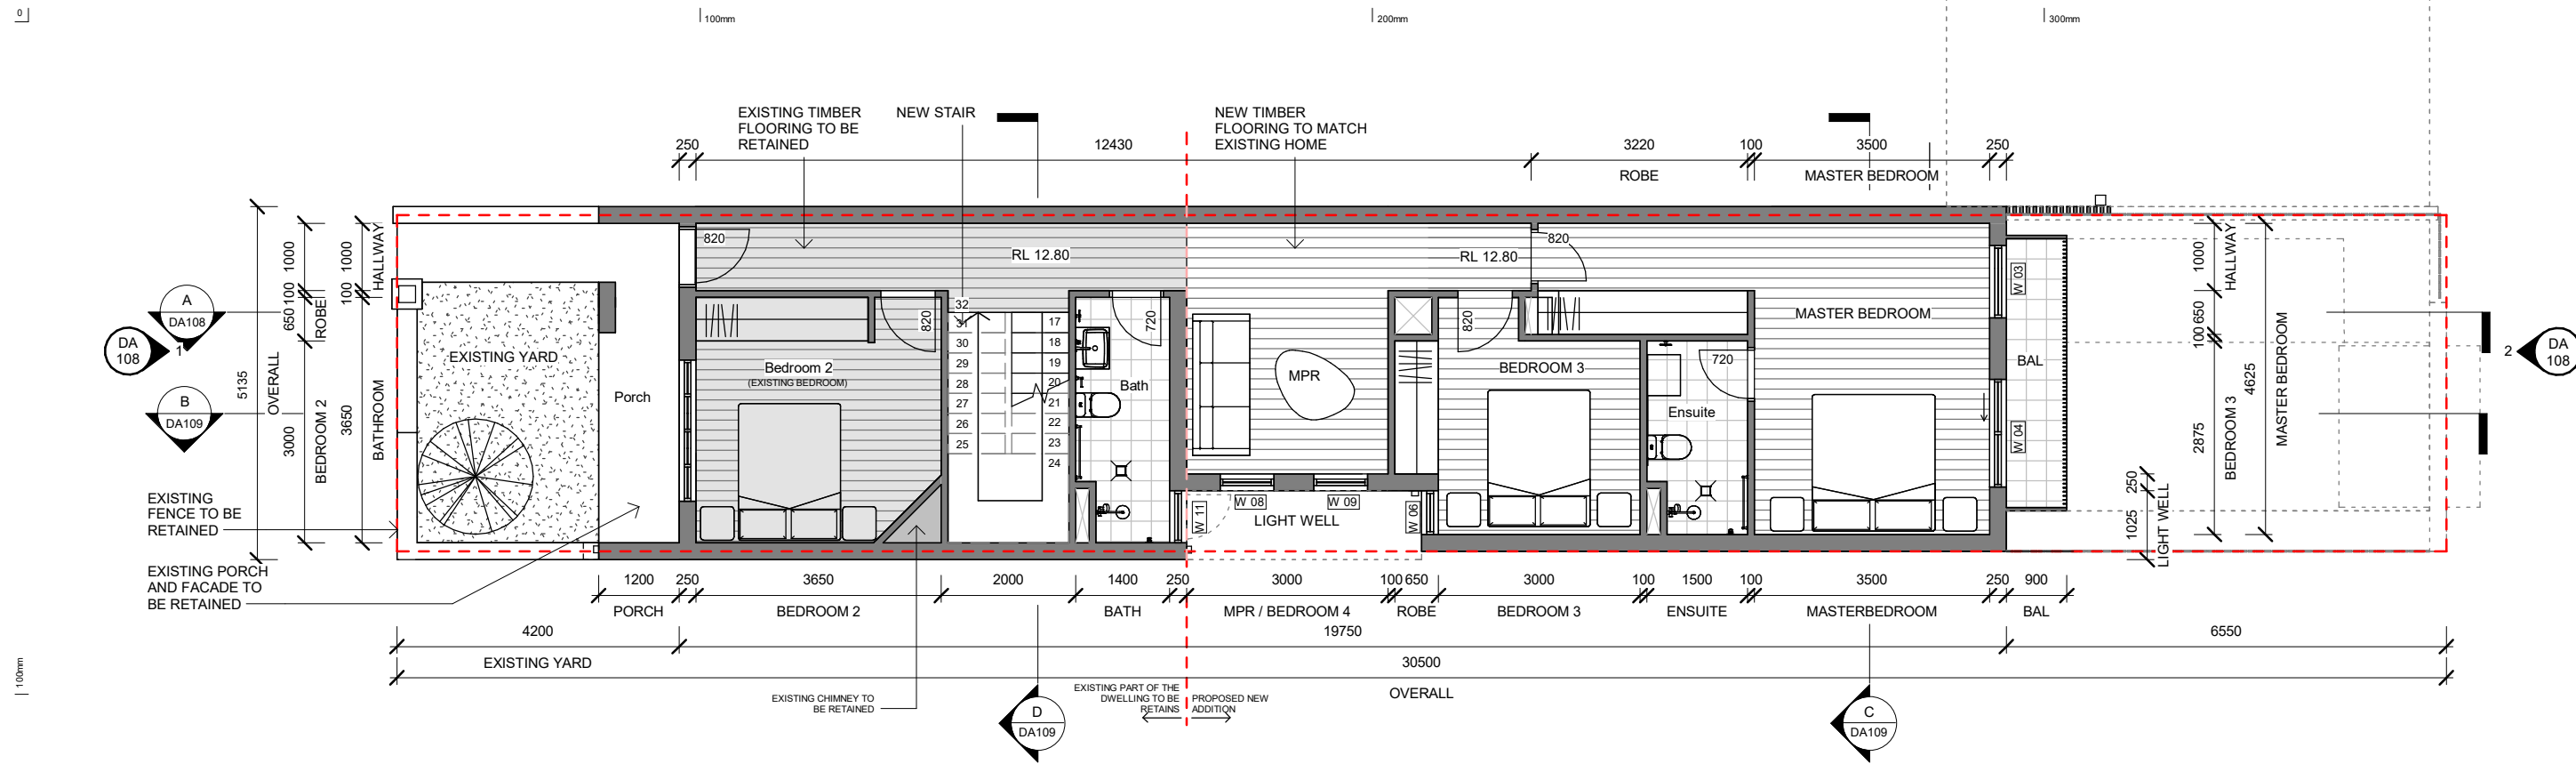 0
100mm
200mm
300mm
EXISTING TIMBER
FLOORING TO BE
RETAINED
NEW STAIR
NEW TIMBER
FLOORING TO MATCH
EXISTING HOME
250
12430
3220
100
3500
250
ROBE
MASTER BEDROOM
5135
OVERALL
1000
100
650
3000
ROBE
BEDROOM 2
1000
100
3650
HALLWAY
BATHROOM
A
DA108
DA
108
1
B
DA109
EXISTING
FENCE TO BE
RETAINED
EXISTING PORCH
AND FACADE TO
BE RETAINED
EXISTING YARD
Porch
820
RL 12.80
RL 12.80
820
Bedroom 2
(EXISTING BEDROOM)
820
32
31
30
29
28
27
26
25
17
18
19
20
21
22
23
24
720
Bath
MPR
W 11
W 08
W 09
W 06
LIGHT WELL
820
BEDROOM 3
720
Ensuite
MASTER BEDROOM
W 03
W 04
BAL
1000
100 650
2875
HALLWAY
BEDROOM 3
4625
MASTER BEDROOM
250
1025
LIGHT WELL
2
DA
108
1200
250
3650
2000
1400
250
3000
100
650
3000
100
1500
100
3500
250
900
PORCH
BEDROOM 2
BATH
MPR / BEDROOM 4
ROBE
BEDROOM 3
ENSUITE
MASTERBEDROOM
BAL
4200
19750
6550
EXISTING YARD
30500
OVERALL
EXISTING CHIMNEY TO
BE RETAINED
EXISTING PART OF THE
DWELLING TO BE
RETAINS
PROPOSED NEW
ADDITION
D
DA109
C
DA109
100mm